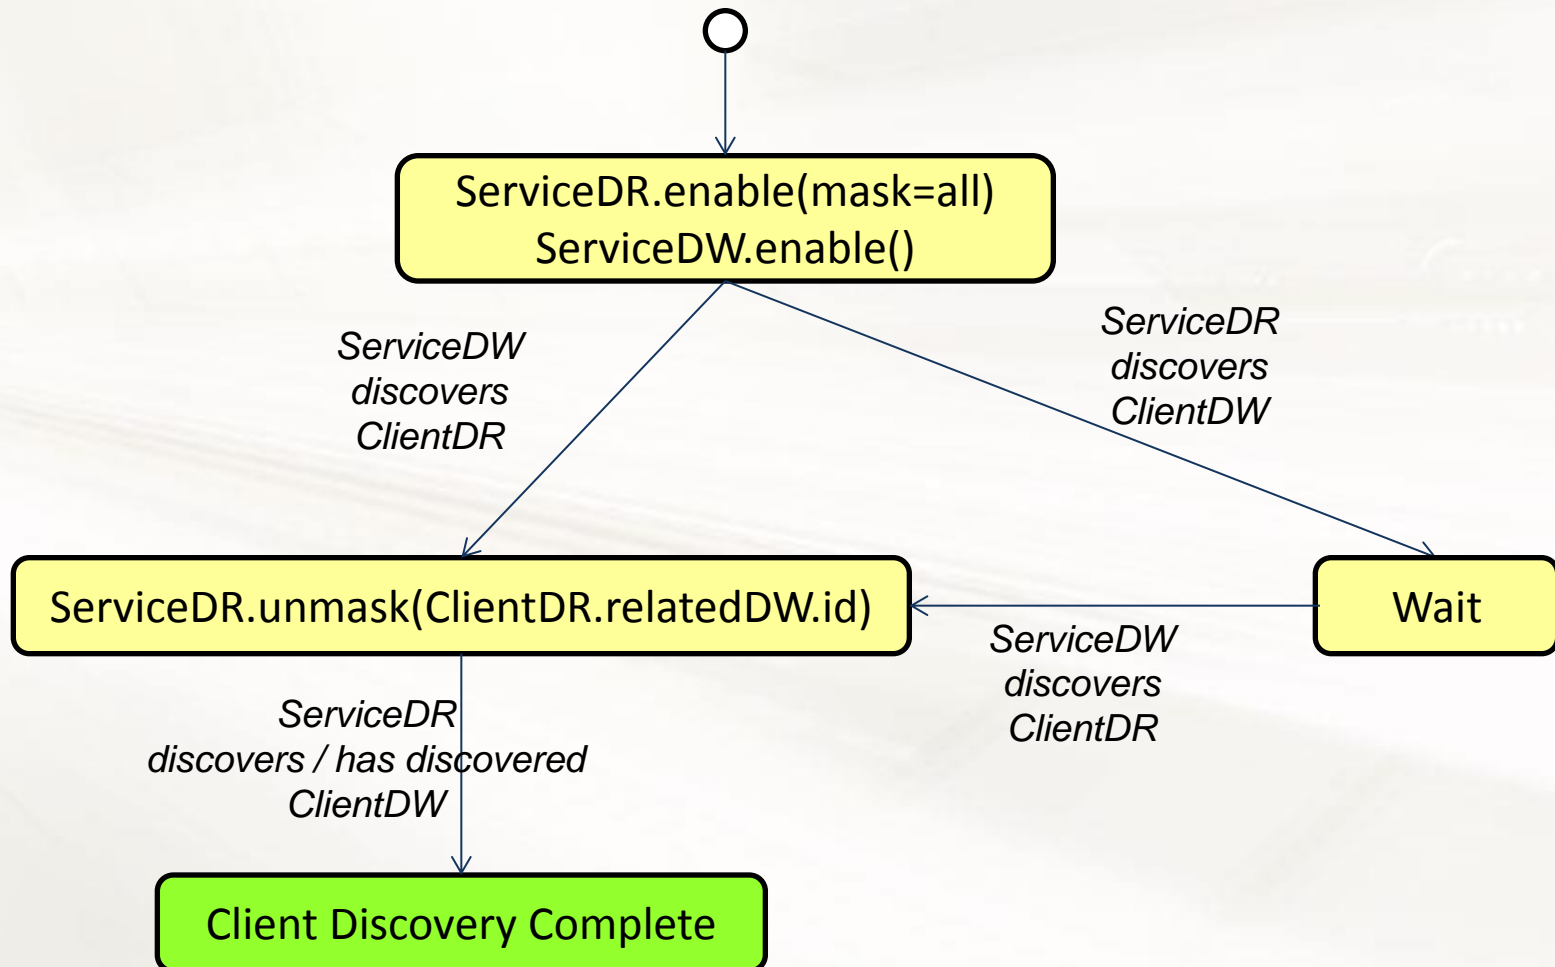 ServiceDR.enable(mask=all)
ServiceDW.enable()
ServiceDW
discovers
ClientDR
ServiceDR
discovers
ClientDW
ServiceDR.unmask(ClientDR.relatedDW.id)
Wait
ServiceDW
discovers
ClientDR
ServiceDR
discovers / has discovered
ClientDW
Client Discovery Complete